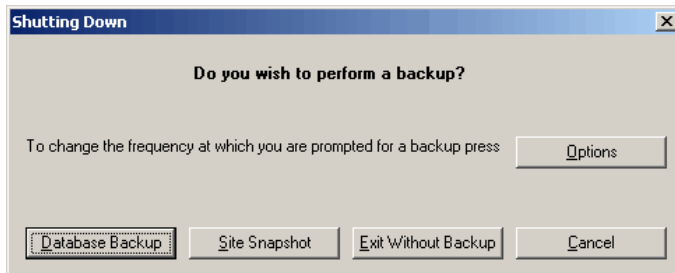 Shutting Down
Do you wish to perform a backup?
To change the frequency at which you are prompted for a backup press
Options
Database Backup
Site Snapshot
Exit Without Backup
Cancel